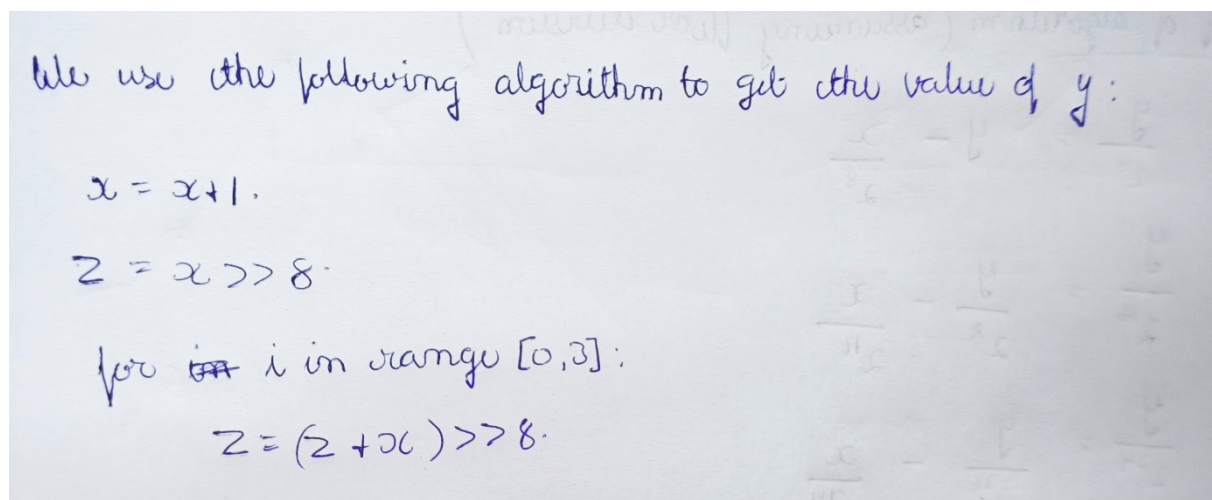 We use the following algorithm to get the value of y:
x = x+1.
z = x >> 8.
for i in range [0,3]:
z = (z + x) >> 8.